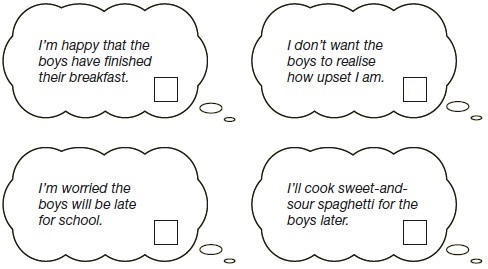 I'm happy that the
boys have finished
their breakfast.
I don't want the
boys to realise
how upset I am.
I'm worried the
boys will be late
for school.
I'll cook sweet-and-
sour spaghetti for the
boys later.